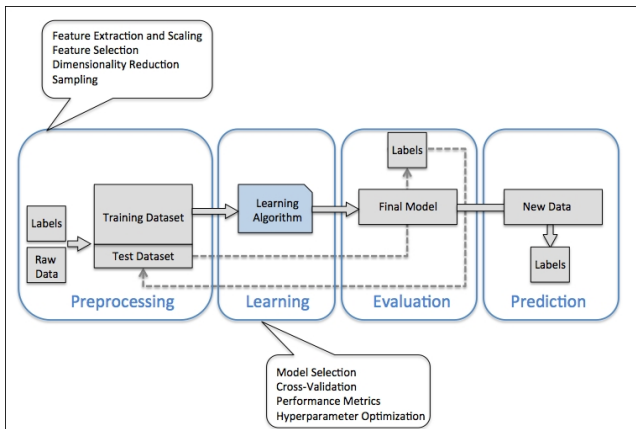 Feature Extraction and Scaling
Feature Selection
Dimensionality Reduction
Sampling
Labels
Raw
Data
Training Dataset
Test Dataset
Preprocessing
Learning
Algorithm
Learning
Labels
Final Model
Evaluation
New Data
Labels
Prediction
Model Selection
Cross-Validation
Performance Metrics
Hyperparameter Optimization